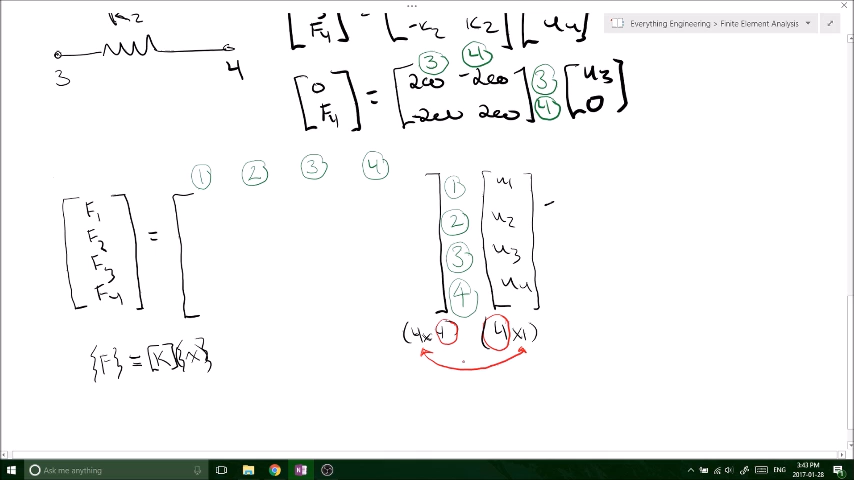 K2
Everything Engineering > Finite Element Analysis
F4 = -K2 K2 u4
3 4
3 4
0 = 200 -200 3 u3
F4 -200 200 4 0
1 2 3 4
F1 = 1 u1
F2 2 u2
F3 3 u3
F4 4 u4
(4x4 (4x1)
{F} = [K]{x}
Ask me anything
ENG
3:43 PM
2017-01-28